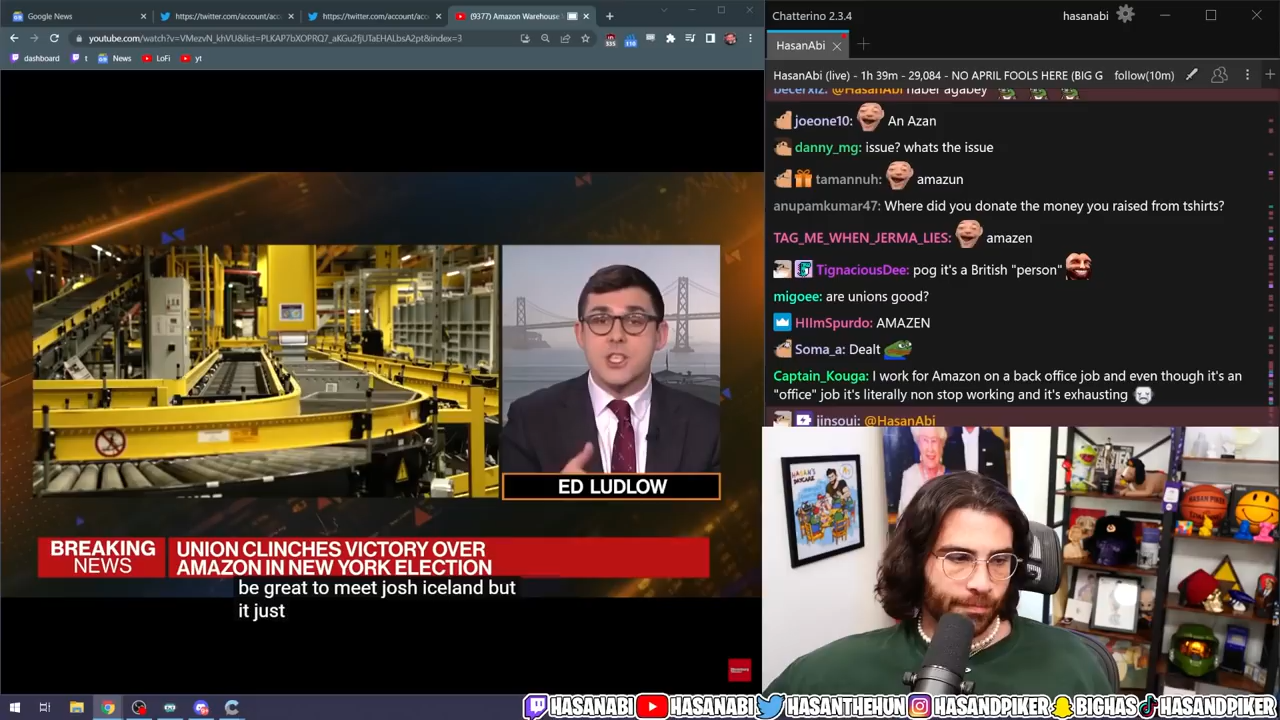 Google News
https://twitter.com/account/acc
https://twitter.com/account/acc
(9377) Amazon Warehouse
youtube.com/watch?v=VMezvN_khVU&list=PLKAP7bXOPRQ7_aKGu2fjUTaEHALbsA2pt&index=3
335
110
dashboard
t
News
LoFi
yt
ED LUDLOW
BREAKING
NEWS
UNION CLINCHES VICTORY OVER
AMAZON IN NEW YORK ELECTION
be great to meet josh iceland but
it just
Chatterino 2.3.4
hasanabi
HasanAbi
HasanAbi (live) - 1h 39m - 29,084 - NO APRIL FOOLS HERE (BIG G
follow(10m)
becerxiz: @HasanAbi haber agabey
joeone10: An Azan
danny_mg: issue? whats the issue
tamannuh: amazun
anupamkumar47: Where did you donate the money you raised from tshirts?
TAG_ME_WHEN_JERMA_LIES: amazen
TignaciousDee: pog it's a British "person"
migoee: are unions good?
HIImSpurdo: AMAZEN
Soma_a: Dealt
Captain_Kouga: I work for Amazon on a back office job and even though it's an
"office" job it's literally non stop working and it's exhausting
jinsoui: @HasanAbi
HASAN PIKER
HASANABI
HASANABI
HASANTHEHUN
HASANDPIKER
BIGHAS
HASANDPIKER